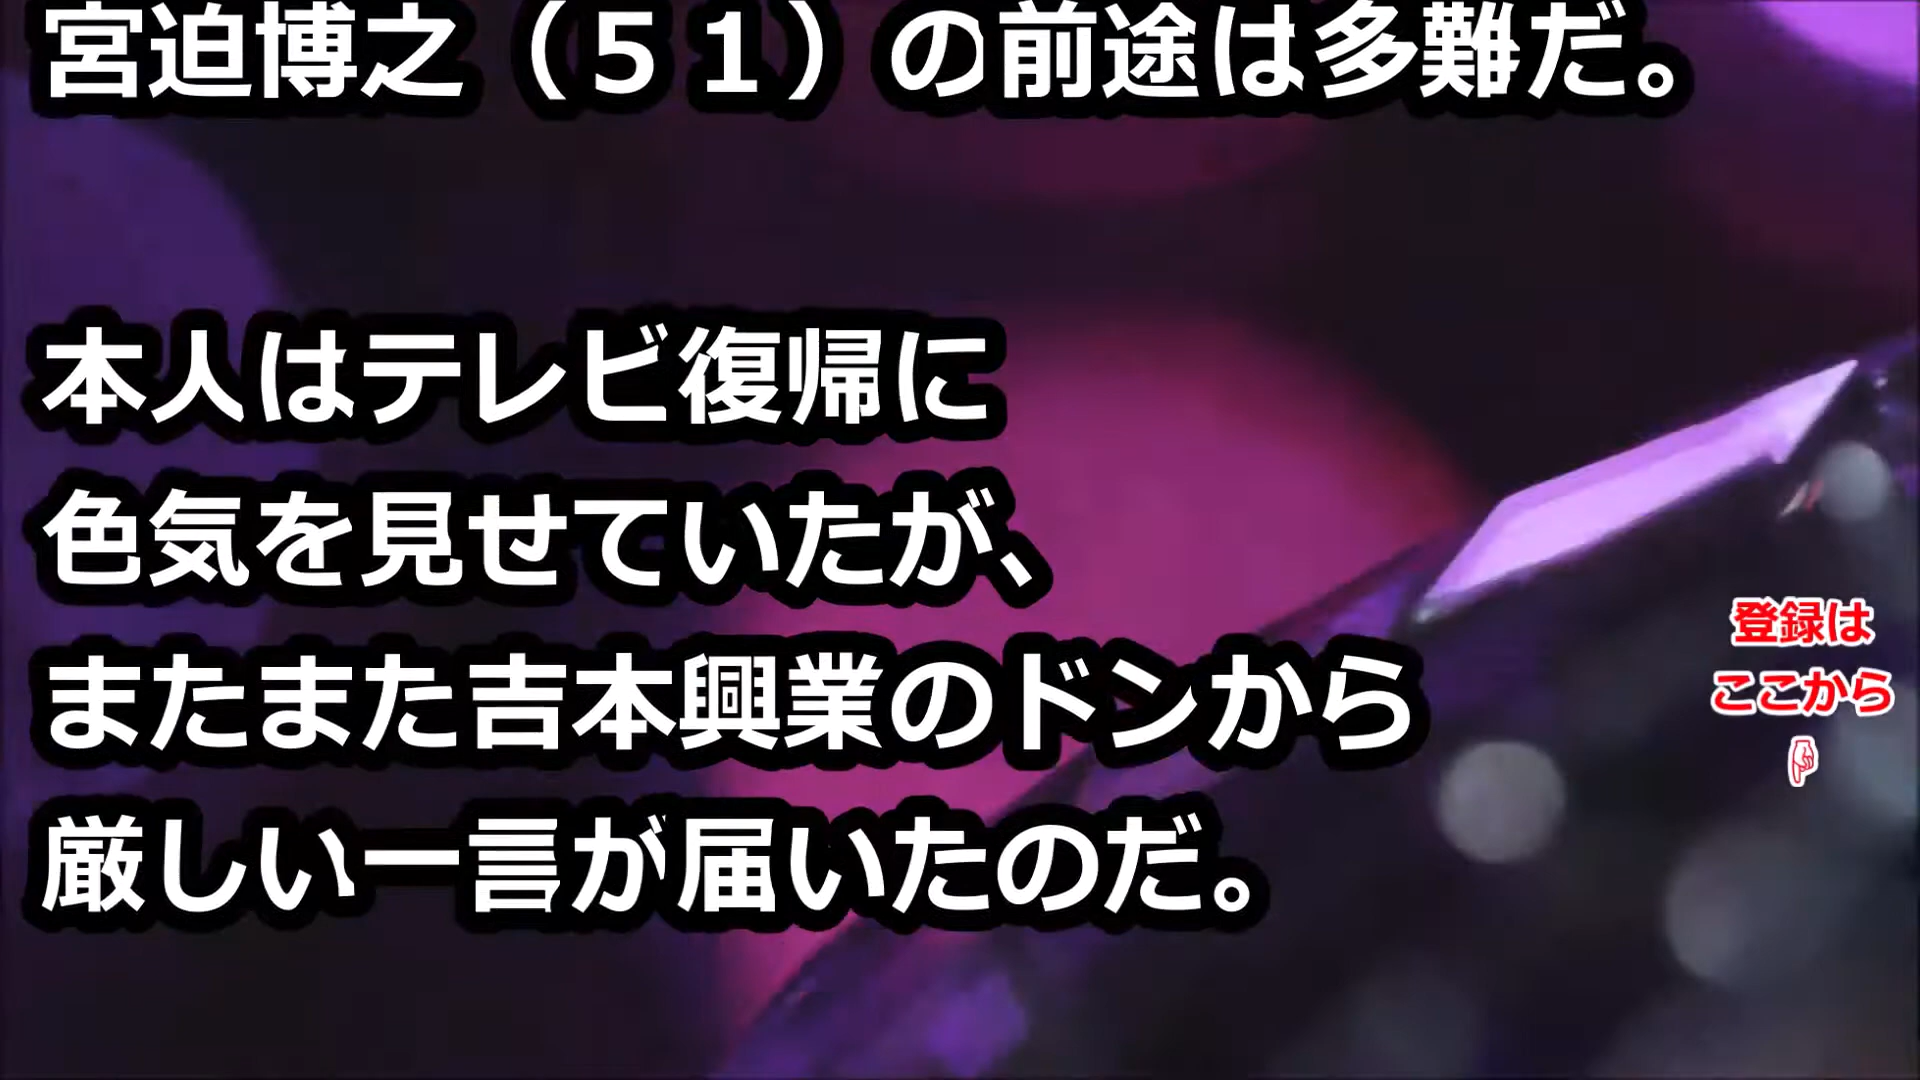 宮迫博之（５１）の前途は多難だ。
本人はテレビ復帰に
色気を見せていたが、
またまた吉本興業のドンから
厳しい一言が届いたのだ。
登録は
ここから
☟